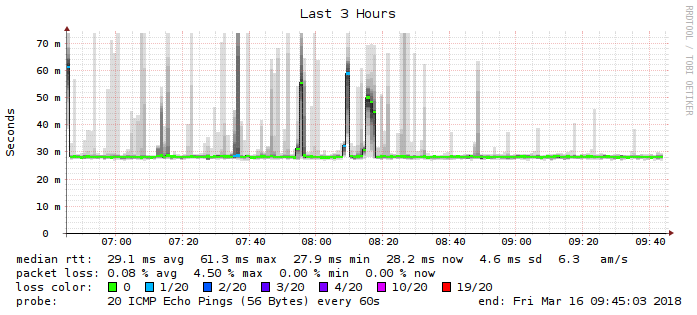 Last 3 Hours
RRDTOOL / TOBI OETIKER
Seconds
70 m
60 m
50 m
40 m
30 m
20 m
10 m
0
07:00 07:20 07:40 08:00 08:20 08:40 09:00 09:20 09:40
median rtt: 29.1 ms avg 61.3 ms max 27.9 ms min 28.2 ms now 4.6 ms sd 6.3 am/s
packet loss: 0.08 % avg 4.50 % max 0.00 % min 0.00 % now
loss color: 0 1/20 2/20 3/20 4/20 10/20 19/20
probe: 20 ICMP Echo Pings (56 Bytes) every 60s end: Fri Mar 16 09:45:03 2018